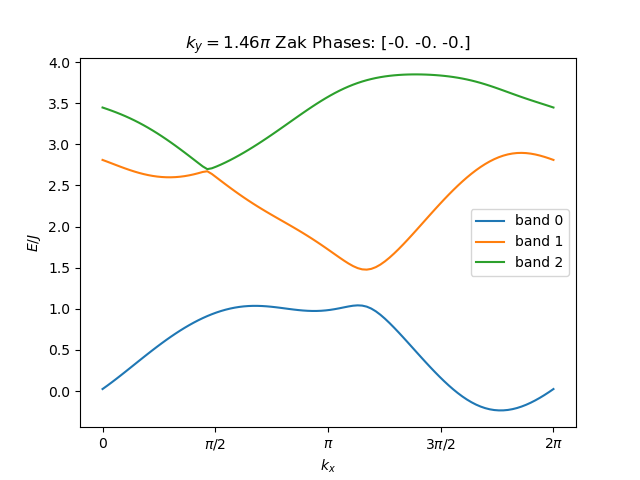 $k_y = 1.46\pi$ Zak Phases: [-0. -0. -0.]
4.0
3.5
3.0
2.5
2.0
1.5
1.0
0.5
0.0
E/J
band 0
band 1
band 2
0
π/2
π
3π/2
2π
$k_x$